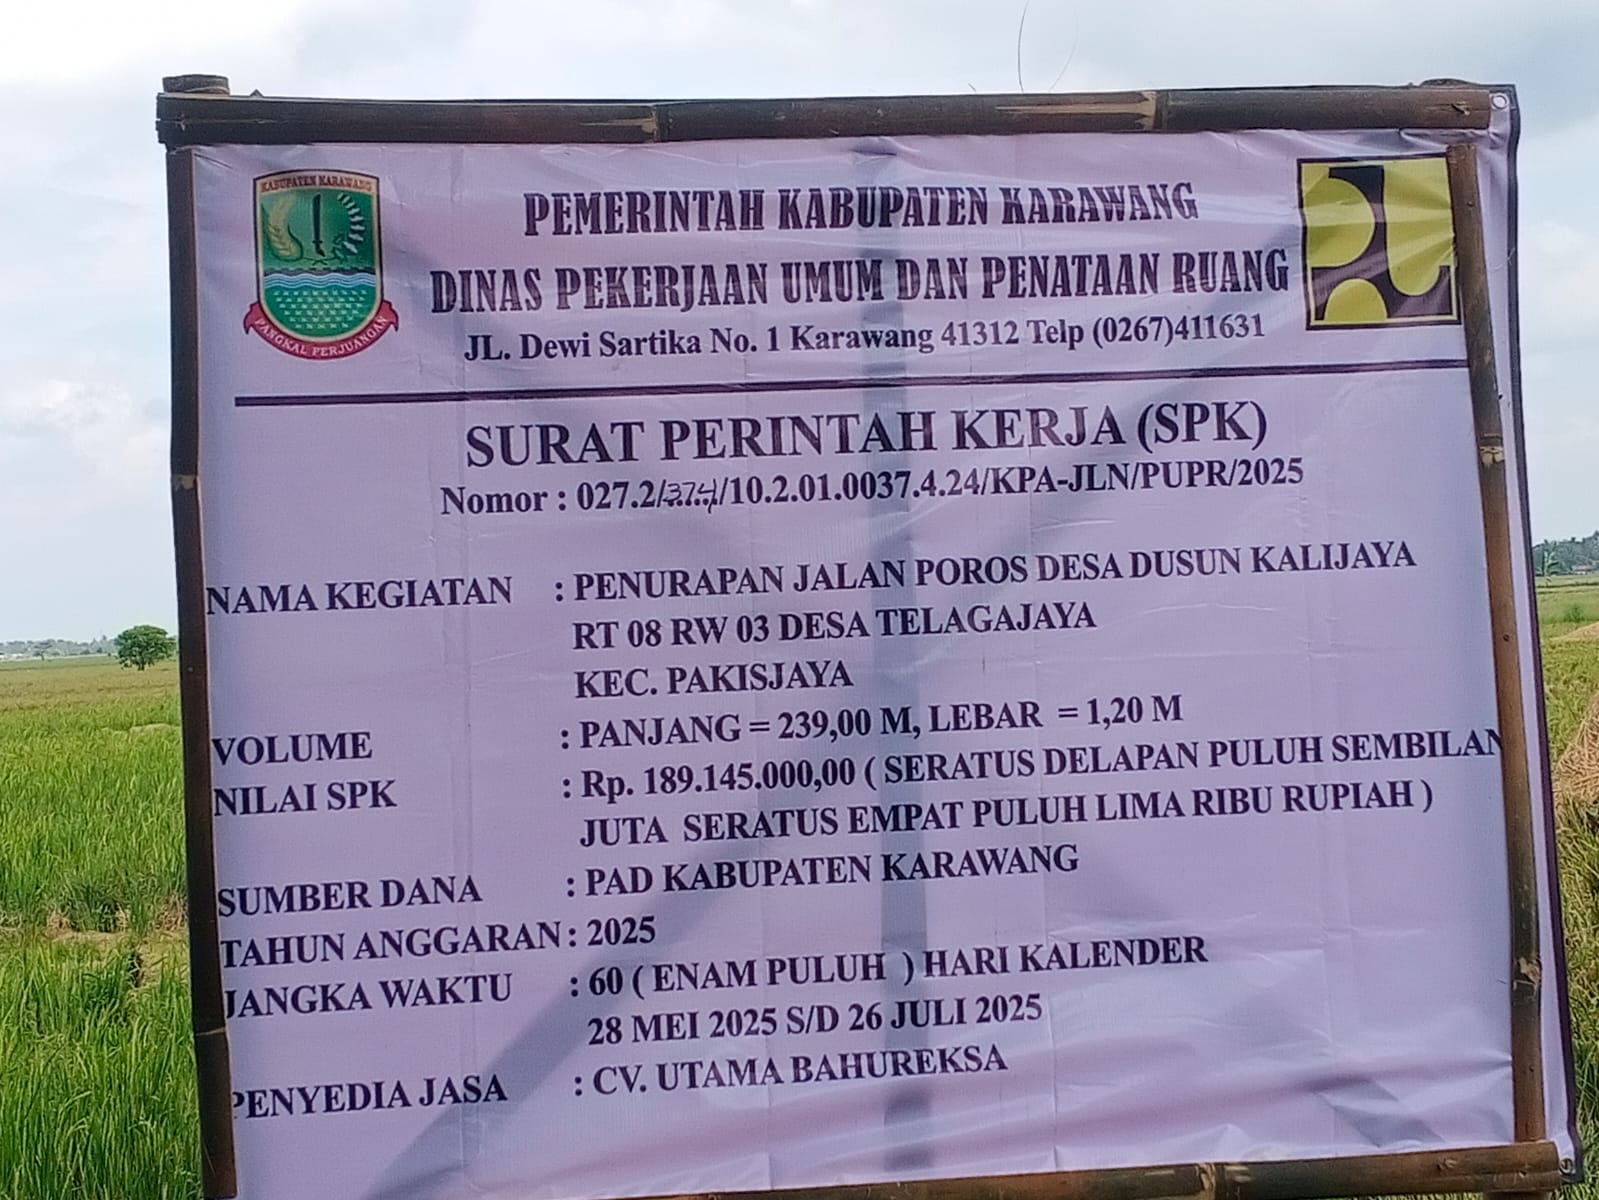 KABUPATEN KARAWANG
PANGKAL PERJUANGAN
PEMERINTAH KABUPATEN KARAWANG
DINAS PEKERJAAN UMUM DAN PENATAAN RUANG
JL. Dewi Sartika No. 1 Karawang 41312 Telp (0267)411631
SURAT PERINTAH KERJA (SPK)
Nomor : 027.2/374/10.2.01.0037.4.24/KPA-JLN/PUPR/2025
NAMA KEGIATAN : PENURAPAN JALAN POROS DESA DUSUN KALIJAYA
RT 08 RW 03 DESA TELAGAJAYA
KEC. PAKISJAYA
VOLUME : PANJANG = 239,00 M, LEBAR = 1,20 M
NILAI SPK : Rp. 189.145.000,00 ( SERATUS DELAPAN PULUH SEMBILAN
JUTA SERATUS EMPAT PULUH LIMA RIBU RUPIAH )
SUMBER DANA : PAD KABUPATEN KARAWANG
TAHUN ANGGARAN : 2025
JANGKA WAKTU : 60 ( ENAM PULUH ) HARI KALENDER
28 MEI 2025 S/D 26 JULI 2025
PENYEDIA JASA : CV. UTAMA BAHUREKSA